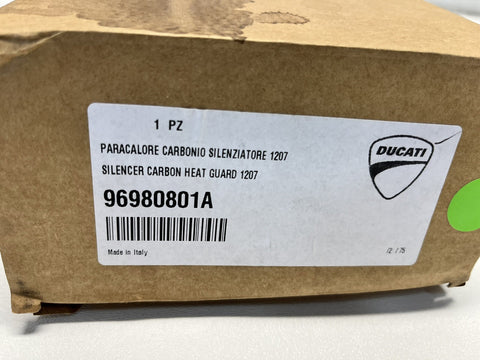 1 PZ
PARACALORE CARBONIO SILENZIATORE 1207
SILENCER CARBON HEAT GUARD 1207
DUCATI
96980801A
Made in Italy